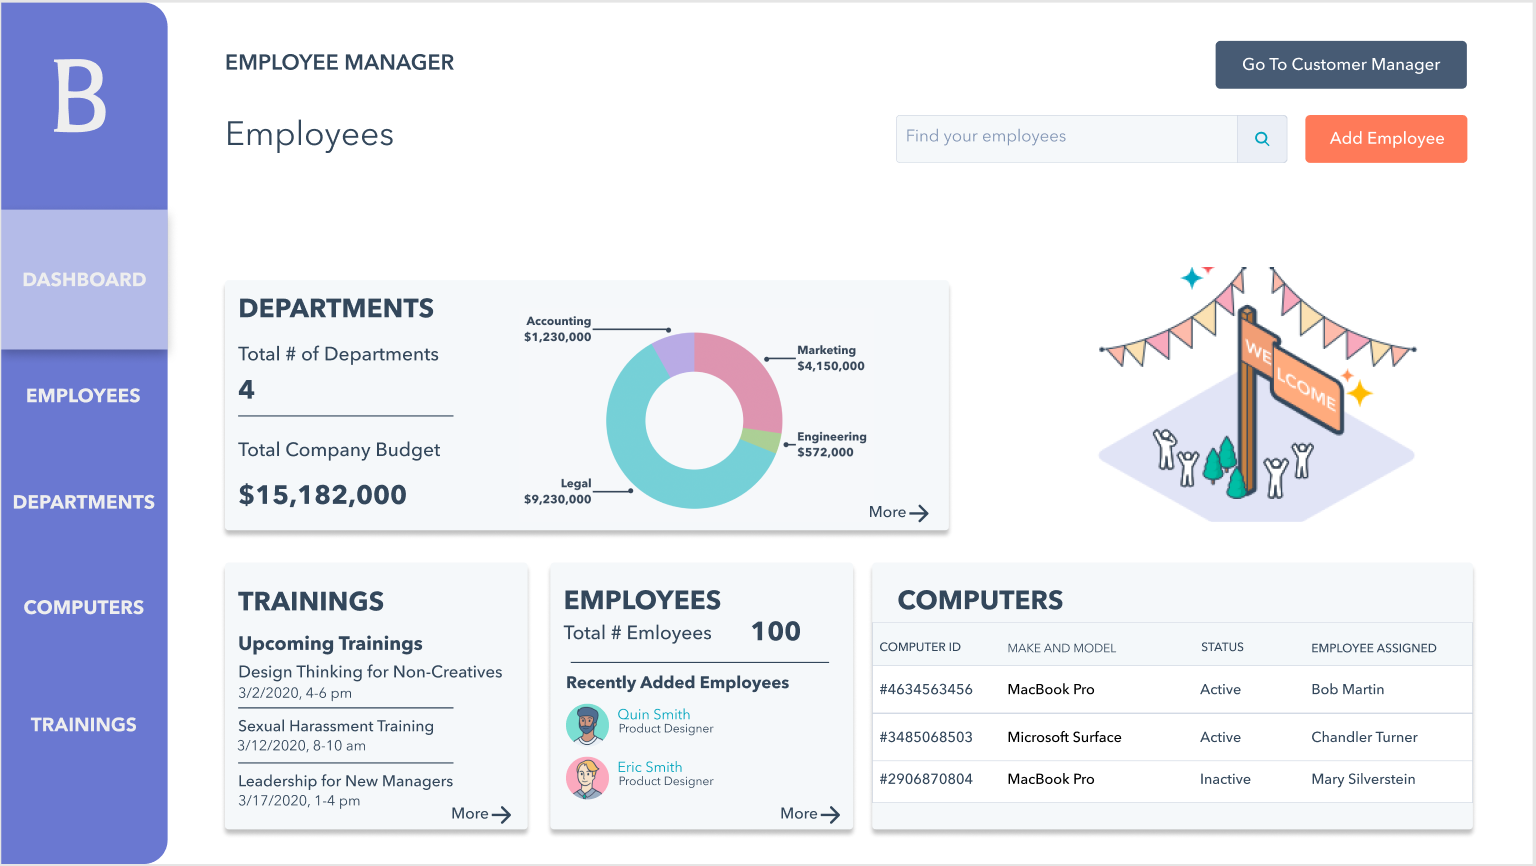 B
EMPLOYEE MANAGER
Go To Customer Manager
Employees
Find your employees
Add Employee
DASHBOARD
EMPLOYEES
DEPARTMENTS
COMPUTERS
TRAININGS
DEPARTMENTS
Total # of Departments
4
Total Company Budget
$15,182,000
Accounting
$1,230,000
Marketing
$4,150,000
Engineering
$572,000
Legal
$9,230,000
More
WELCOME
TRAININGS
Upcoming Trainings
Design Thinking for Non-Creatives
3/2/2020, 4-6 pm
Sexual Harassment Training
3/12/2020, 8-10 am
Leadership for New Managers
3/17/2020, 1-4 pm
More
EMPLOYEES
Total # Emloyees 100
Recently Added Employees
Quin Smith
Product Designer
Eric Smith
Product Designer
More
COMPUTERS
COMPUTER ID MAKE AND MODEL STATUS EMPLOYEE ASSIGNED
#4634563456 MacBook Pro Active Bob Martin
#3485068503 Microsoft Surface Active Chandler Turner
#2906870804 MacBook Pro Inactive Mary Silverstein